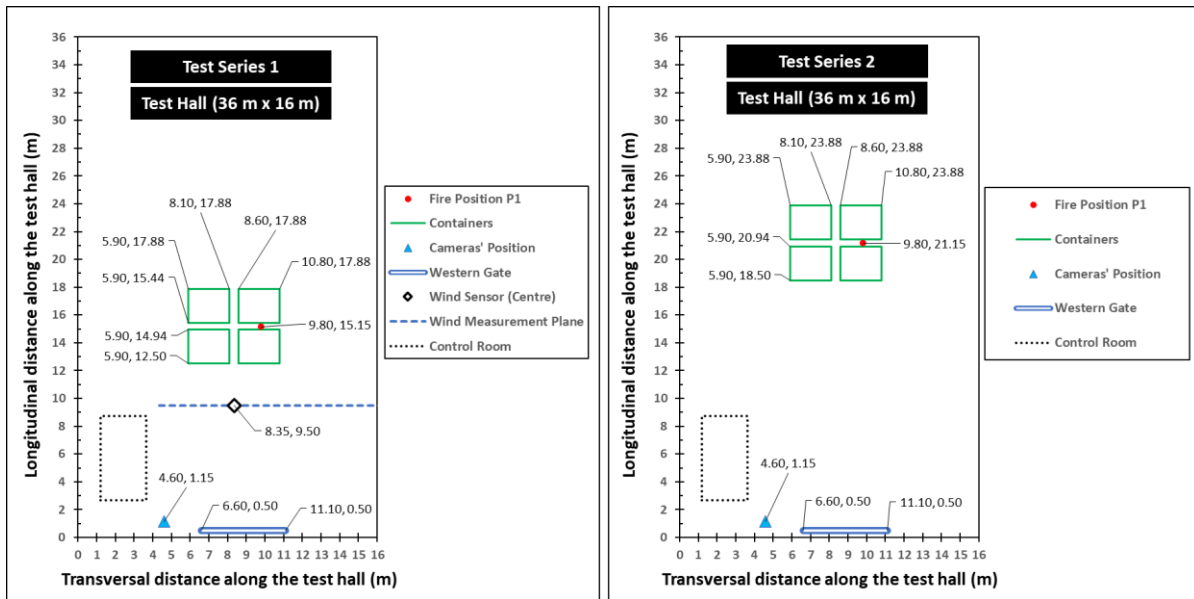 Test Series 1
Test Hall (36 m x 16 m)
Longitudinal distance along the test hall (m)
36
34
32
30
28
26
24
22
20
18
16
14
12
10
8
6
4
2
0
8.10, 17.88
8.60, 17.88
5.90, 17.88
10.80, 17.88
5.90, 15.44
9.80, 15.15
5.90, 14.94
5.90, 12.50
8.35, 9.50
4.60, 1.15
6.60, 0.50
11.10, 0.50
0 1 2 3 4 5 6 7 8 9 10 11 12 13 14 15 16
Transversal distance along the test hall (m)
Fire Position P1
Containers
Cameras' Position
Western Gate
Wind Sensor (Centre)
Wind Measurement Plane
Control Room
Test Series 2
Test Hall (36 m x 16 m)
Longitudinal distance along the test hall (m)
36
34
32
30
28
26
24
22
20
18
16
14
12
10
8
6
4
2
0
8.10, 23.88
8.60, 23.88
5.90, 23.88
10.80, 23.88
5.90, 20.94
9.80, 21.15
5.90, 18.50
4.60, 1.15
6.60, 0.50
11.10, 0.50
0 1 2 3 4 5 6 7 8 9 10 11 12 13 14 15 16
Transversal distance along the test hall (m)
Fire Position P1
Containers
Cameras' Position
Western Gate
Control Room